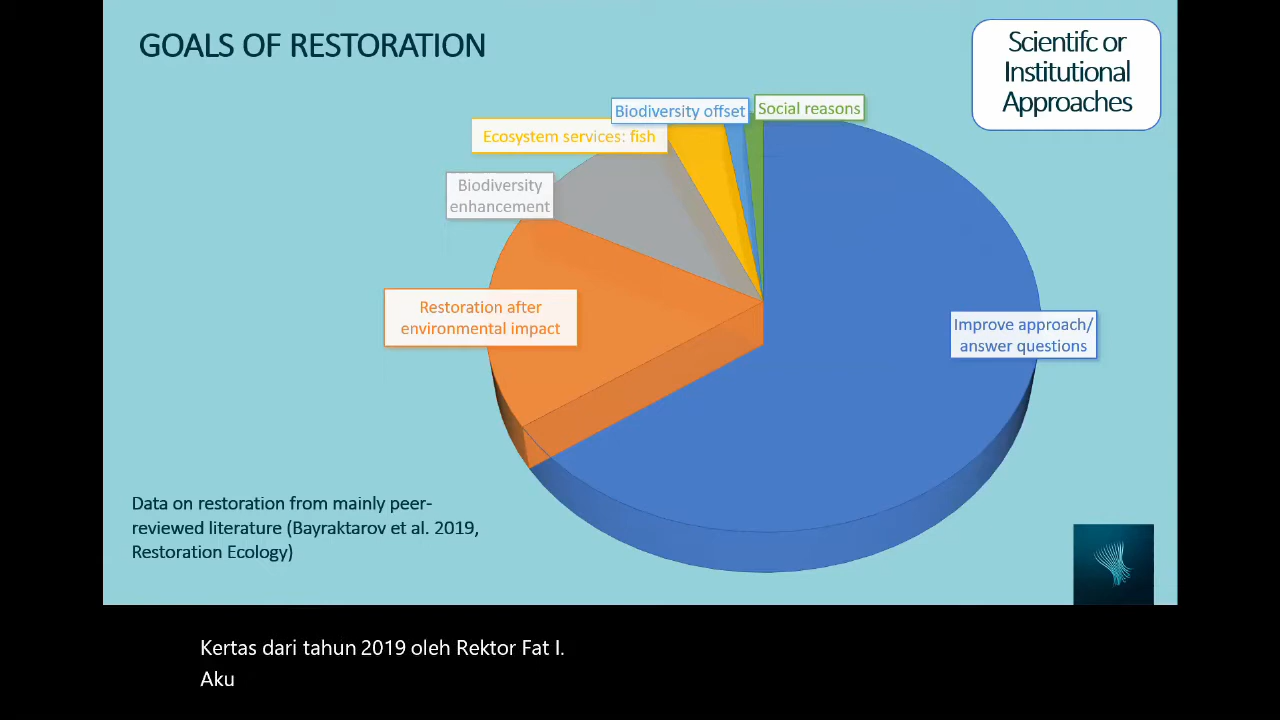 GOALS OF RESTORATION
Scientifc or
Institutional
Approaches
Social reasons
Biodiversity offset
Ecosystem services: fish
Biodiversity
enhancement
Restoration after
environmental impact
Improve approach/
answer questions
Data on restoration from mainly peer-
reviewed literature (Bayraktarov et al. 2019,
Restoration Ecology)
Kertas dari tahun 2019 oleh Rektor Fat I.
Aku